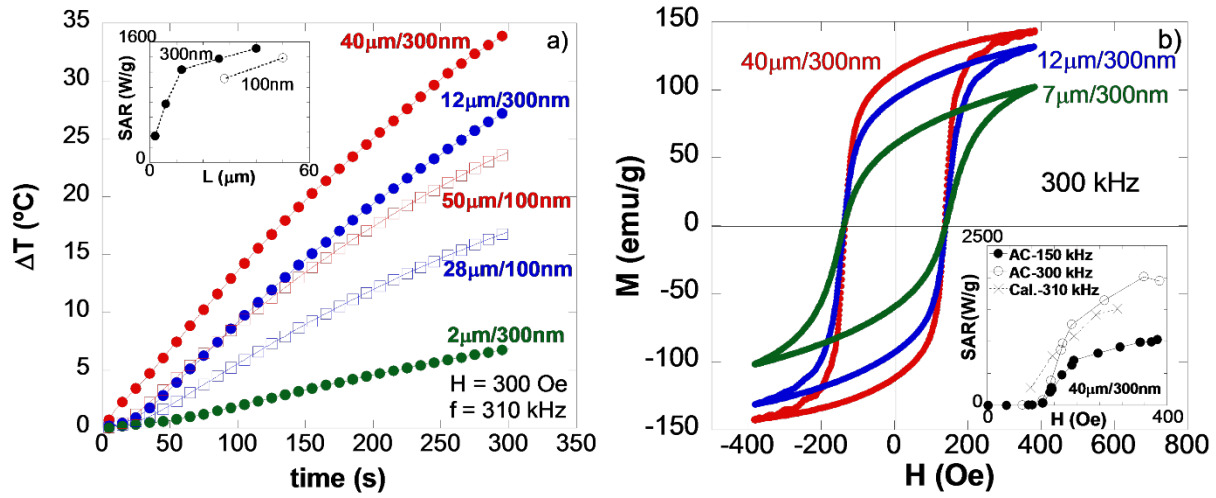 a)
35
30
25
20
15
10
5
0
ΔT (ºC)
0 50 100 150 200 250 300 350
time (s)
40μm/300nm
12μm/300nm
50μm/100nm
28μm/100nm
2μm/300nm
H = 300 Oe
f = 310 kHz
1600
0
SAR (W/g)
300nm
100nm
0 60
L (μm)
b)
150
100
50
0
-50
-100
-150
M (emu/g)
-400 -200 0 200 400 600 800
H (Oe)
40μm/300nm
12μm/300nm
7μm/300nm
300 kHz
2500
0
SAR(W/g)
AC-150 kHz
AC-300 kHz
Cal.-310 kHz
40μm/300nm
0 400
H (Oe)